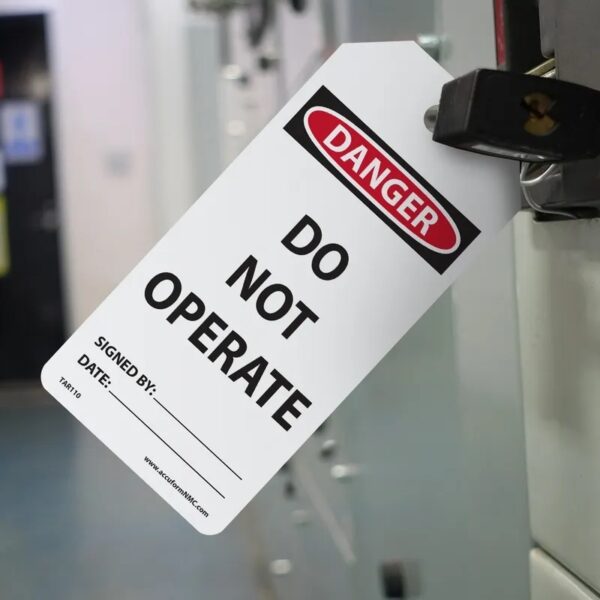 DANGER
DO
NOT
OPERATE
SIGNED BY:
DATE:
TAR110
www.accuformNMC.com